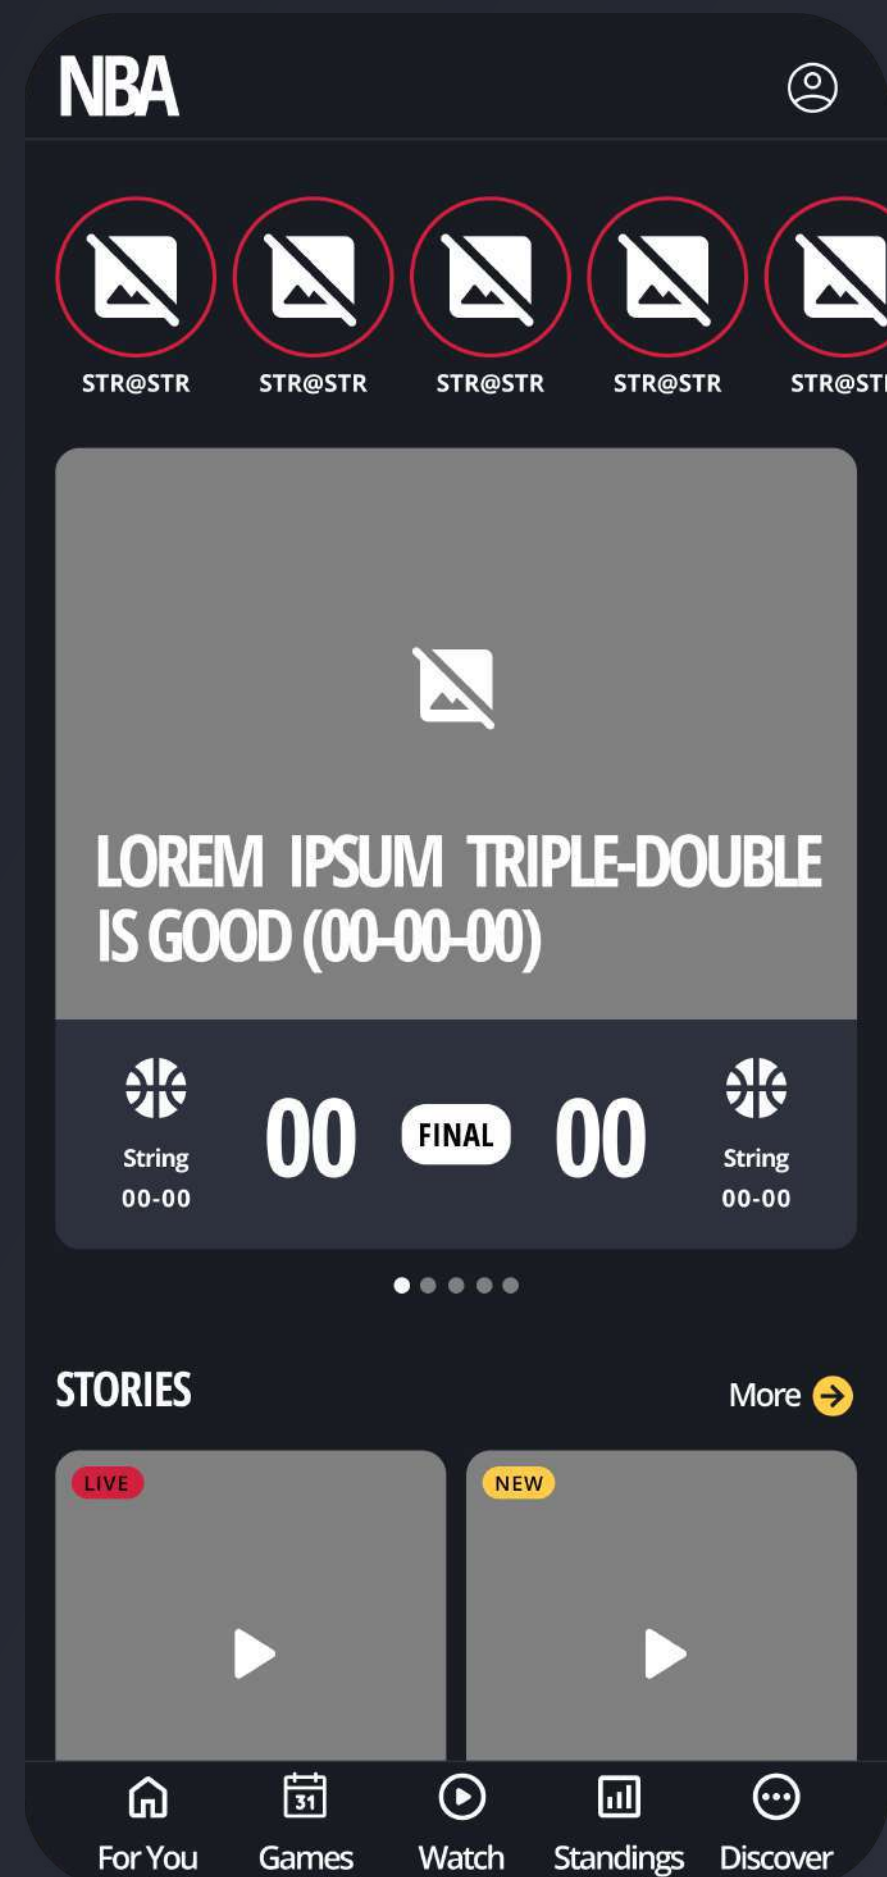 NBA
STR@STR STR@STR STR@STR STR@STR STR@ST
LOREM IPSUM TRIPLE-DOUBLE
IS GOOD (00-00-00)
00 FINAL 00
String String
00-00 00-00
STORIES More
LIVE NEW
31
For You Games Watch Standings Discover